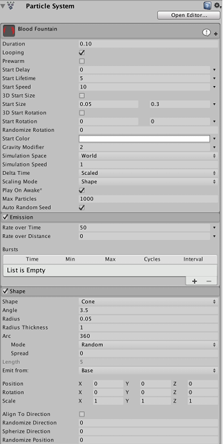 Particle System
Open Editor...
Blood Fountain
Duration 0.10
Looping
Prewarm
Start Delay 0
Start Lifetime 5
Start Speed 10
3D Start Size
Start Size 0.05 0.3
3D Start Rotation
Start Rotation 0 0
Randomize Rotation 0
Start Color
Gravity Modifier 2
Simulation Space World
Simulation Speed 1
Delta Time Scaled
Scaling Mode Shape
Play On Awake*
Max Particles 1000
Auto Random Seed
Emission
Rate over Time 50
Rate over Distance 0
Bursts
Time Min Max Cycles Interval
List is Empty
Shape
Shape Cone
Angle 3.5
Radius 0.05
Radius Thickness 1
Arc 360
Mode Random
Spread 0
Length 5
Emit from: Base
Position X 0 Y 0 Z 0
Rotation X 0 Y 0 Z 0
Scale X 1 Y 1 Z 1
Align To Direction
Randomize Direction 0
Spherize Direction 0
Randomize Position 0